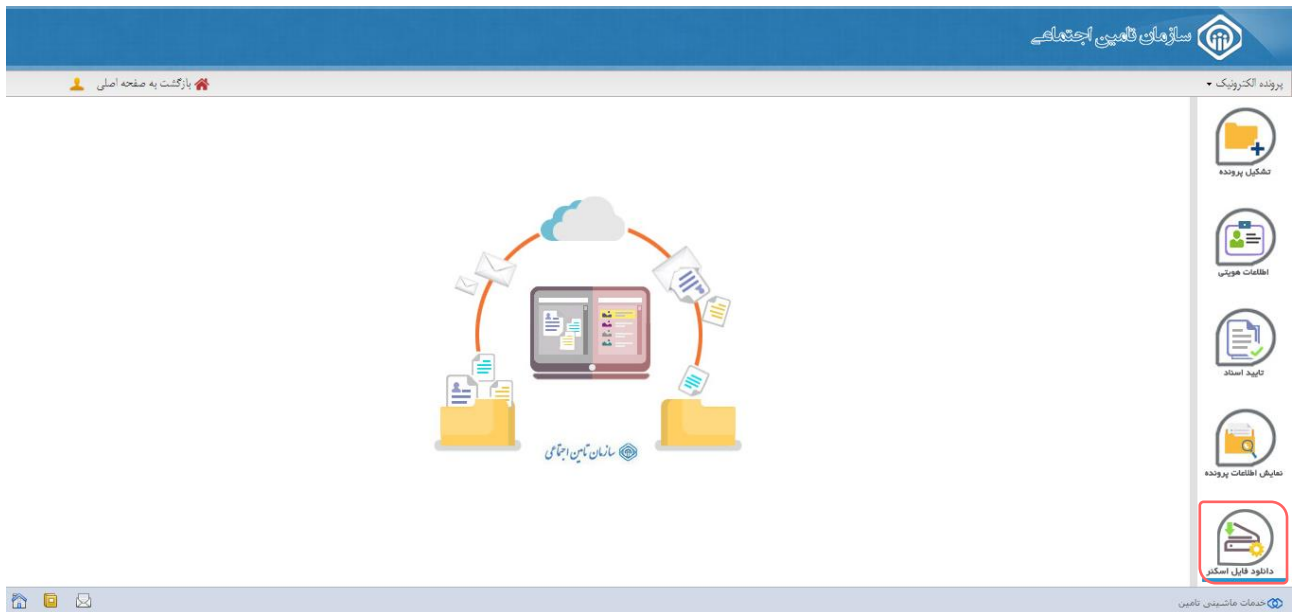 سازمان تامین اجتماعی
پرونده الکترونیک
بازگشت به صفحه اصلی
تشکیل پرونده
اطلاعات هویتی
تایید اسناد
نمایش اطلاعات پرونده
دانلود فایل اسکنر
سازمان تامین اجتماعی
خدمات ماشینی تامین